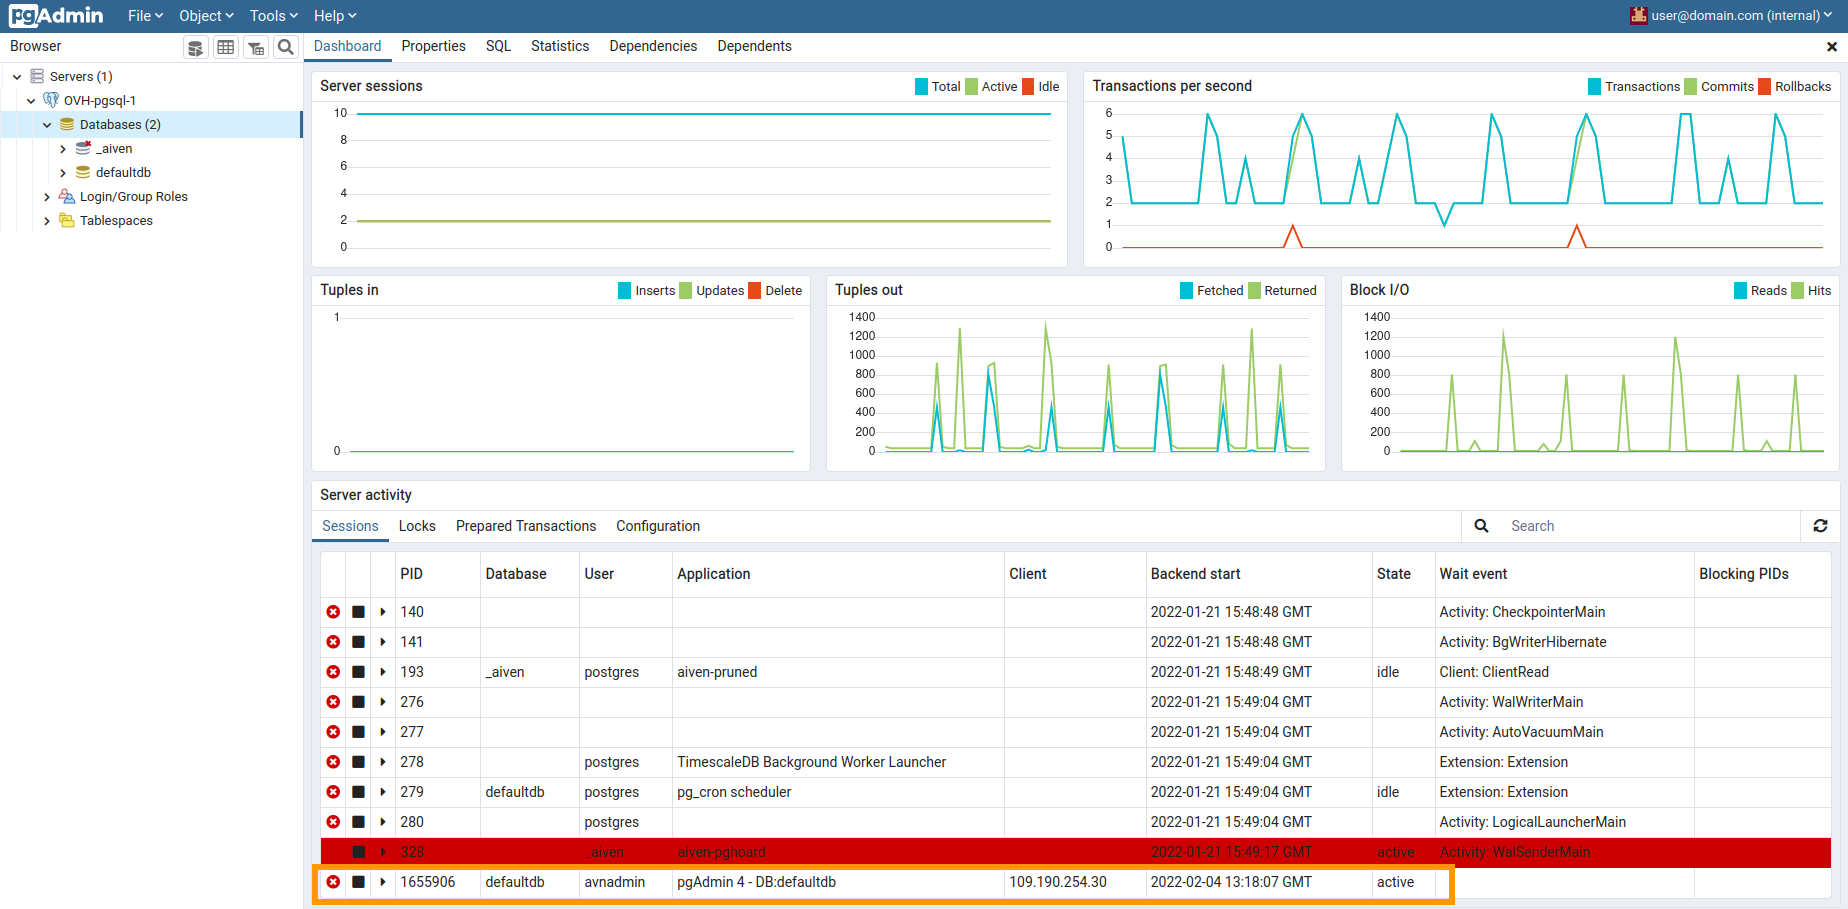 pgAdmin File Object Tools Help user@domain.com (internal)
Browser Dashboard Properties SQL Statistics Dependencies Dependents
Servers (1)
OVH-pgsql-1
Databases (2)
_aiven
defaultdb
Login/Group Roles
Tablespaces
Server sessions Total Active Idle
10
8
6
4
2
0
Transactions per second Transactions Commits Rollbacks
6
5
4
3
2
1
0
Tuples in Inserts Updates Delete
1
0
Tuples out Fetched Returned
1400
1200
1000
800
600
400
200
0
Block I/O Reads Hits
1400
1200
1000
800
600
400
200
0
Server activity
Sessions Locks Prepared Transactions Configuration Search
PID Database User Application Client Backend start State Wait event Blocking PIDs
140 2022-01-21 15:48:48 GMT Activity: CheckpointerMain
141 2022-01-21 15:48:48 GMT Activity: BgWriterHibernate
193 _aiven postgres aiven-pruned 2022-01-21 15:48:49 GMT idle Client: ClientRead
276 2022-01-21 15:49:04 GMT Activity: WalWriterMain
277 2022-01-21 15:49:04 GMT Activity: AutoVacuumMain
278 postgres TimescaleDB Background Worker Launcher 2022-01-21 15:49:04 GMT Extension: Extension
279 defaultdb postgres pg_cron scheduler 2022-01-21 15:49:04 GMT idle Extension: Extension
280 postgres 2022-01-21 15:49:04 GMT Activity: LogicalLauncherMain
328 _aiven aiven-pghoard 2022-01-21 15:49:17 GMT active Activity: WalSenderMain
1655906 defaultdb avnadmin pgAdmin 4 - DB:defaultdb 109.190.254.30 2022-02-04 13:18:07 GMT active